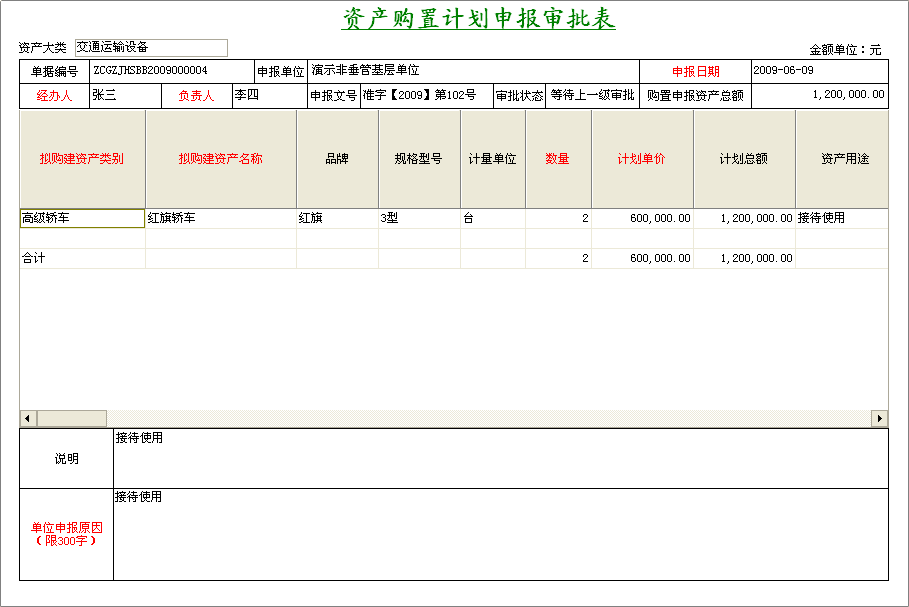 资产购置计划申报审批表
资产大类 交通运输设备 金额单位：元
单据编号 ZCGZJHSBB2009000004 申报单位 演示非垂管基层单位 申报日期 2009-06-09
经办人 张三 负责人 李四 申报文号 淮字【2009】第102号 审批状态 等待上一级审批 购置申报资产总额 1,200,000.00
拟购建资产类别 拟购建资产名称 品牌 规格型号 计量单位 数量 计划单价 计划总额 资产用途
高级轿车 红旗轿车 红旗 3型 台 2 600,000.00 1,200,000.00 接待使用
合计 2 600,000.00 1,200,000.00
说明 接待使用
单位申报原因 接待使用
（限300字）